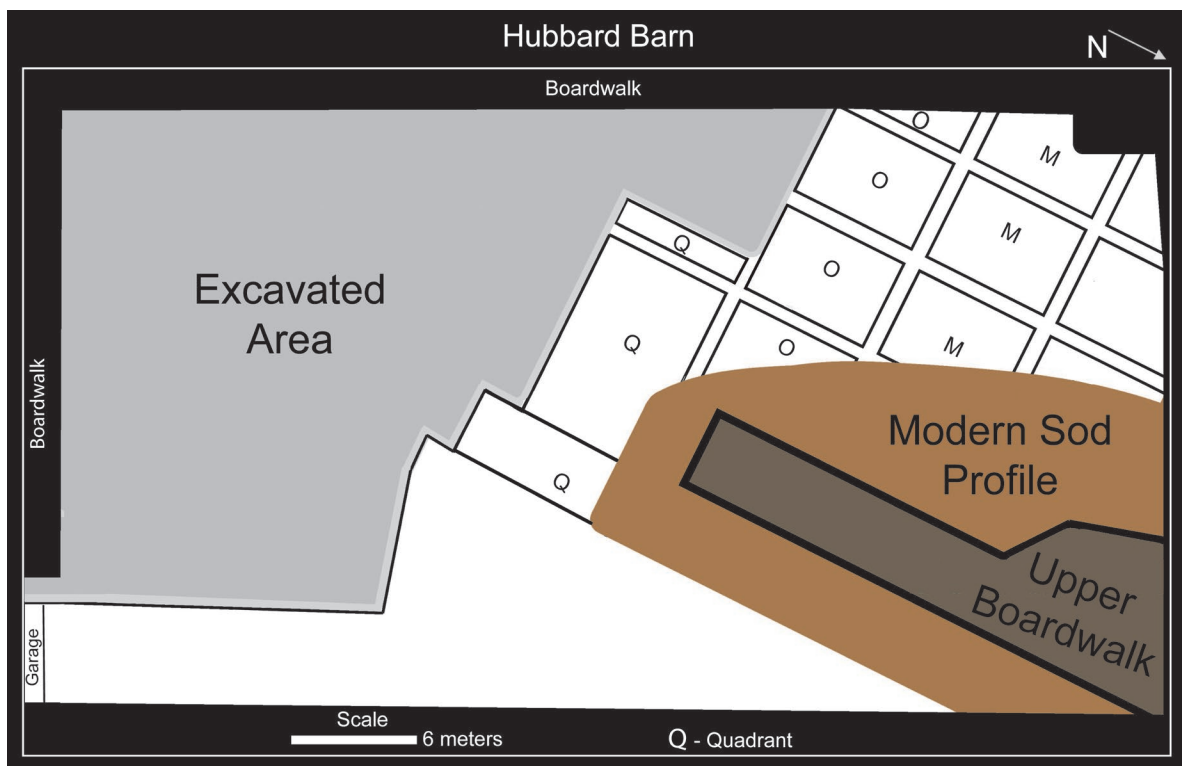 Hubbard Barn
N
Boardwalk
O
M
O
M
Q
O
Excavated
Area
Q
O
M
Boardwalk
Modern Sod
Profile
Q
Upper
Boardwalk
Garage
Scale
6 meters
Q - Quadrant